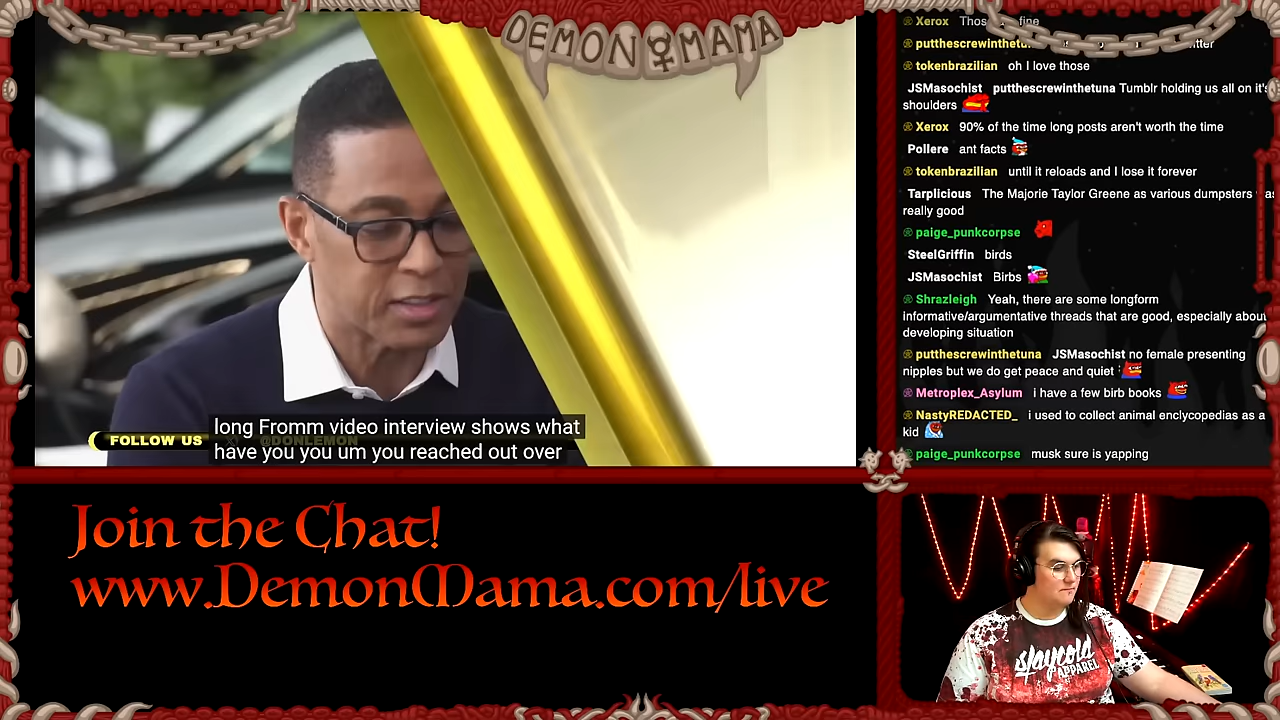 DEMON MAMA
long Fromm video interview shows what
FOLLOW US @DONLEMON
have you you um you reached out over
Xerox fine
putthescrewinthetu
tokenbrazilian oh I love those
JSMasochist putthescrewinthetuna Tumblr holding us all on it's
shoulders
Xerox 90% of the time long posts aren't worth the time
Pollere ant facts
tokenbrazilian until it reloads and I lose it forever
Tarplicious The Majorie Taylor Greene as various dumpsters
really good
paige_punkcorpse
SteelGriffin birds
JSMasochist Birbs
Shrazleigh Yeah, there are some longform
informative/argumentative threads that are good, especially about
developing situation
putthescrewinthetuna JSMasochist no female presenting
nipples but we do get peace and quiet
Metroplex_Asylum i have a few birb books
NastyREDACTED_ i used to collect animal enclycopedias as a
kid
paige_punkcorpse musk sure is yapping
Join the Chat!
www.DemonMama.com/live
slaycold
APPAREL